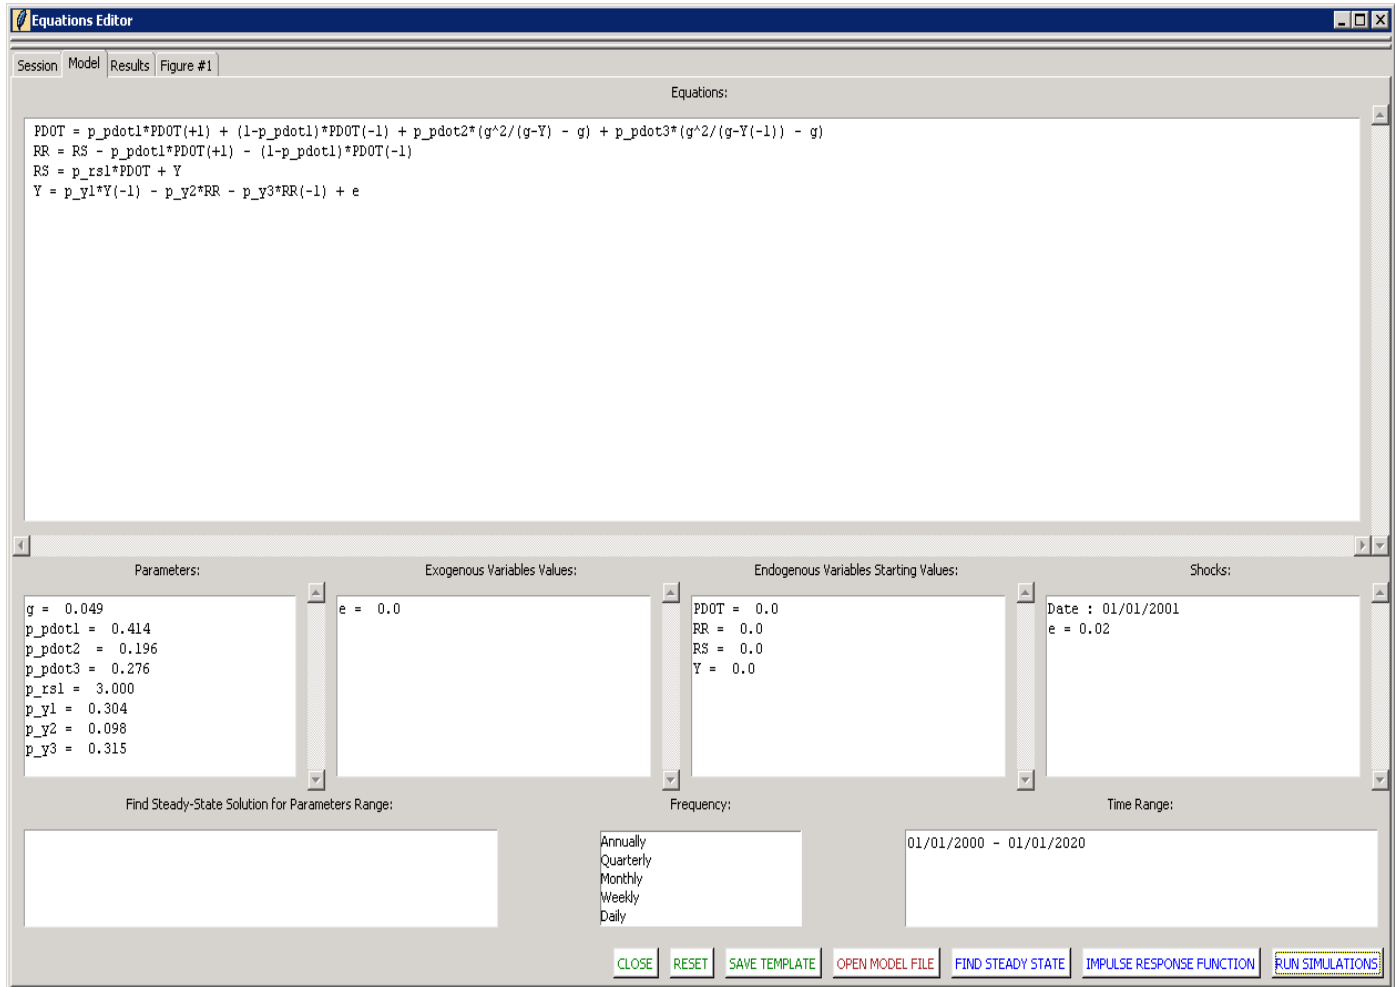 Equations Editor
Session Model Results Figure #1
Equations:
PDOT = p_pdot1*PDOT(+1) + (1-p_pdot1)*PDOT(-1) + p_pdot2*(g^2/(g-Y) - g) + p_pdot3*(g^2/(g-Y(-1)) - g)
RR = RS - p_pdot1*PDOT(+1) - (1-p_pdot1)*PDOT(-1)
RS = p_rs1*PDOT + Y
Y = p_y1*Y(-1) - p_y2*RR - p_y3*RR(-1) + e
Parameters:
g = 0.049
p_pdot1 = 0.414
p_pdot2 = 0.196
p_pdot3 = 0.276
p_rs1 = 3.000
p_y1 = 0.304
p_y2 = 0.098
p_y3 = 0.315
Exogenous Variables Values:
e = 0.0
Endogenous Variables Starting Values:
PDOT = 0.0
RR = 0.0
RS = 0.0
Y = 0.0
Shocks:
Date : 01/01/2001
e = 0.02
Find Steady-State Solution for Parameters Range:
Frequency:
Annually
Quarterly
Monthly
Weekly
Daily
Time Range:
01/01/2000 - 01/01/2020
CLOSE RESET SAVE TEMPLATE OPEN MODEL FILE FIND STEADY STATE IMPULSE RESPONSE FUNCTION RUN SIMULATIONS